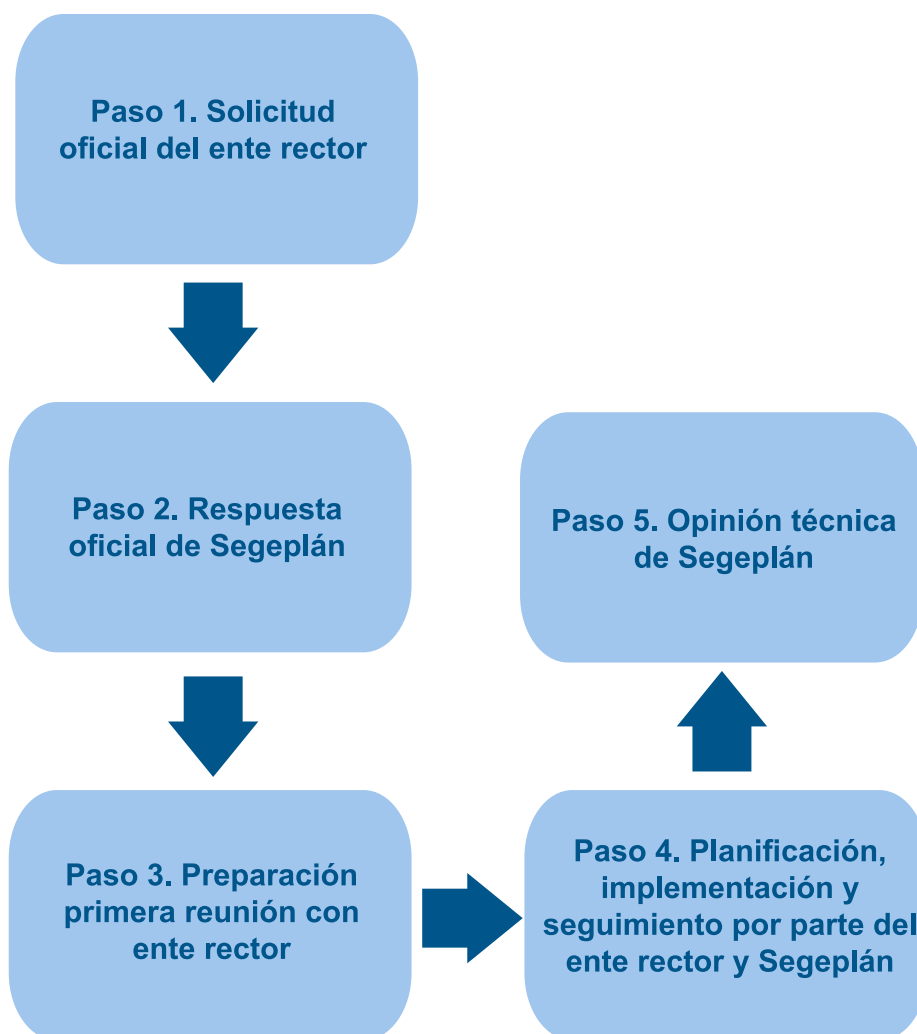 Paso 1. Solicitud
oficial del ente rector
Paso 2. Respuesta
oficial de Segeplán
Paso 3. Preparación
primera reunión con
ente rector
Paso 4. Planificación,
implementación y
seguimiento por parte del
ente rector y Segeplán
Paso 5. Opinión técnica
de Segeplán